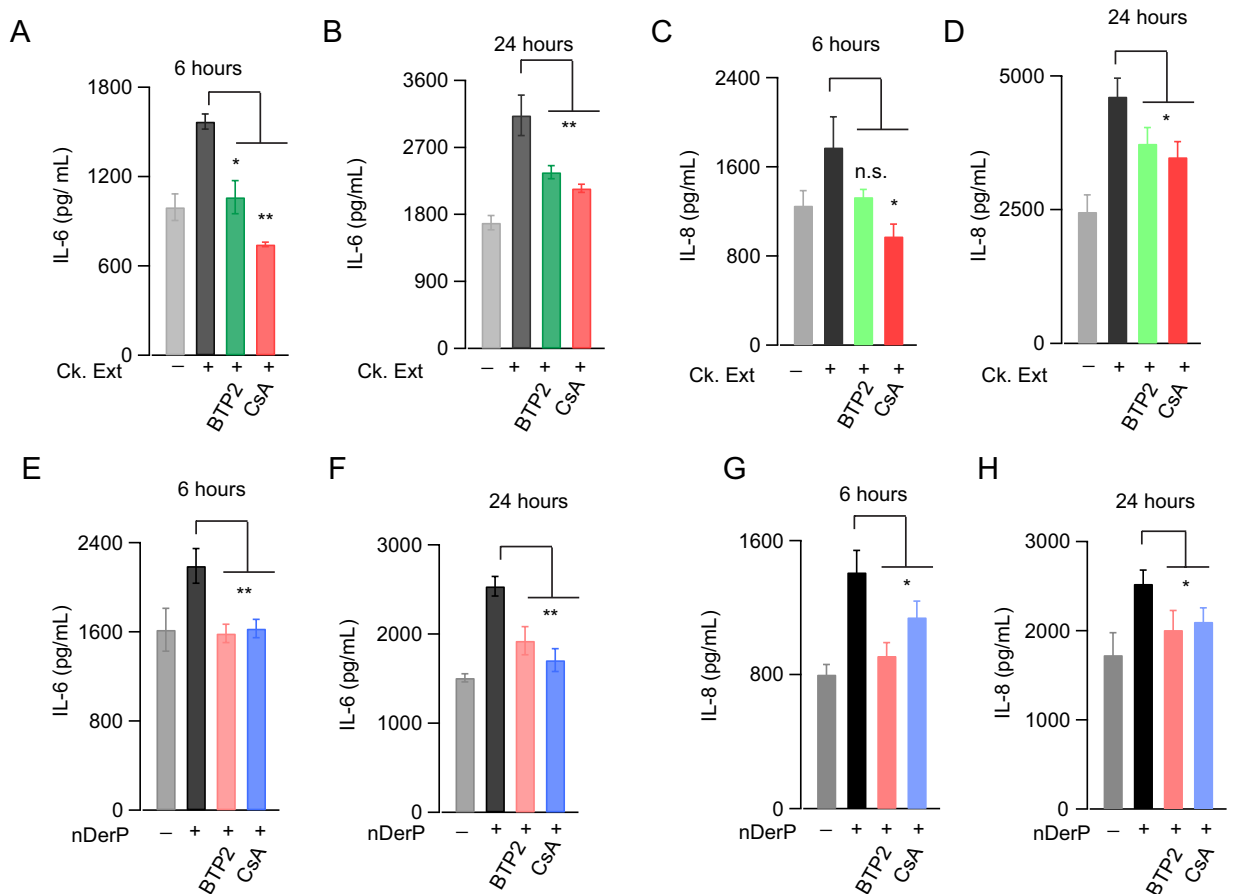 A
6 hours
IL-6 (pg/ mL)
1800
1200
600
0
*
**
Ck. Ext
– + + +
BTP2
CsA
B
24 hours
IL-6 (pg/mL)
3600
2700
1800
900
0
**
Ck. Ext
– + + +
BTP2
CsA
C
6 hours
IL-8 (pg/mL)
2400
1600
800
0
n.s.
*
Ck. Ext
– + + +
BTP2
CsA
D
24 hours
IL-8 (pg/mL)
5000
2500
0
*
Ck. Ext
– + + +
BTP2
CsA
E
6 hours
IL-6 (pg/mL)
2400
1600
800
0
**
nDerP
– + + +
BTP2
CsA
F
24 hours
IL-6 (pg/mL)
3000
2000
1000
0
**
nDerP
– + + +
BTP2
CsA
G
6 hours
IL-8 (pg/mL)
1600
800
0
*
nDerP
– + + +
BTP2
CsA
H
24 hours
IL-8 (pg/mL)
3000
2000
1000
0
*
nDerP
– + + +
BTP2
CsA